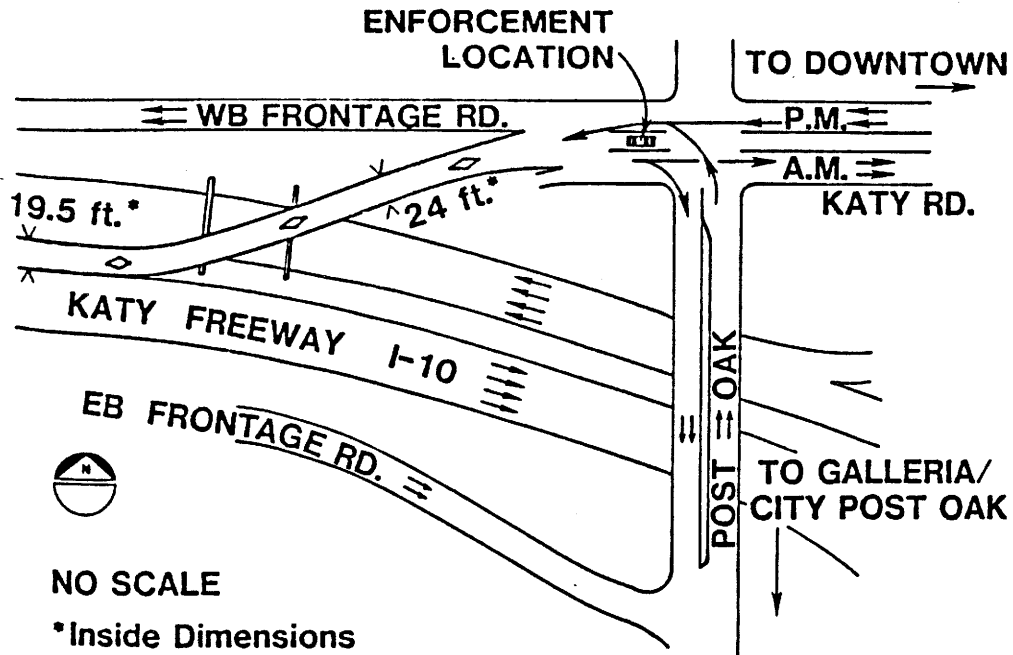 ENFORCEMENT
LOCATION
TO DOWNTOWN
WB FRONTAGE RD.
P.M.
A.M.
KATY RD.
19.5 ft.*
24 ft.*
KATY FREEWAY I-10
EB FRONTAGE RD.
POST OAK
N
TO GALLERIA/
CITY POST OAK
NO SCALE
*Inside Dimensions